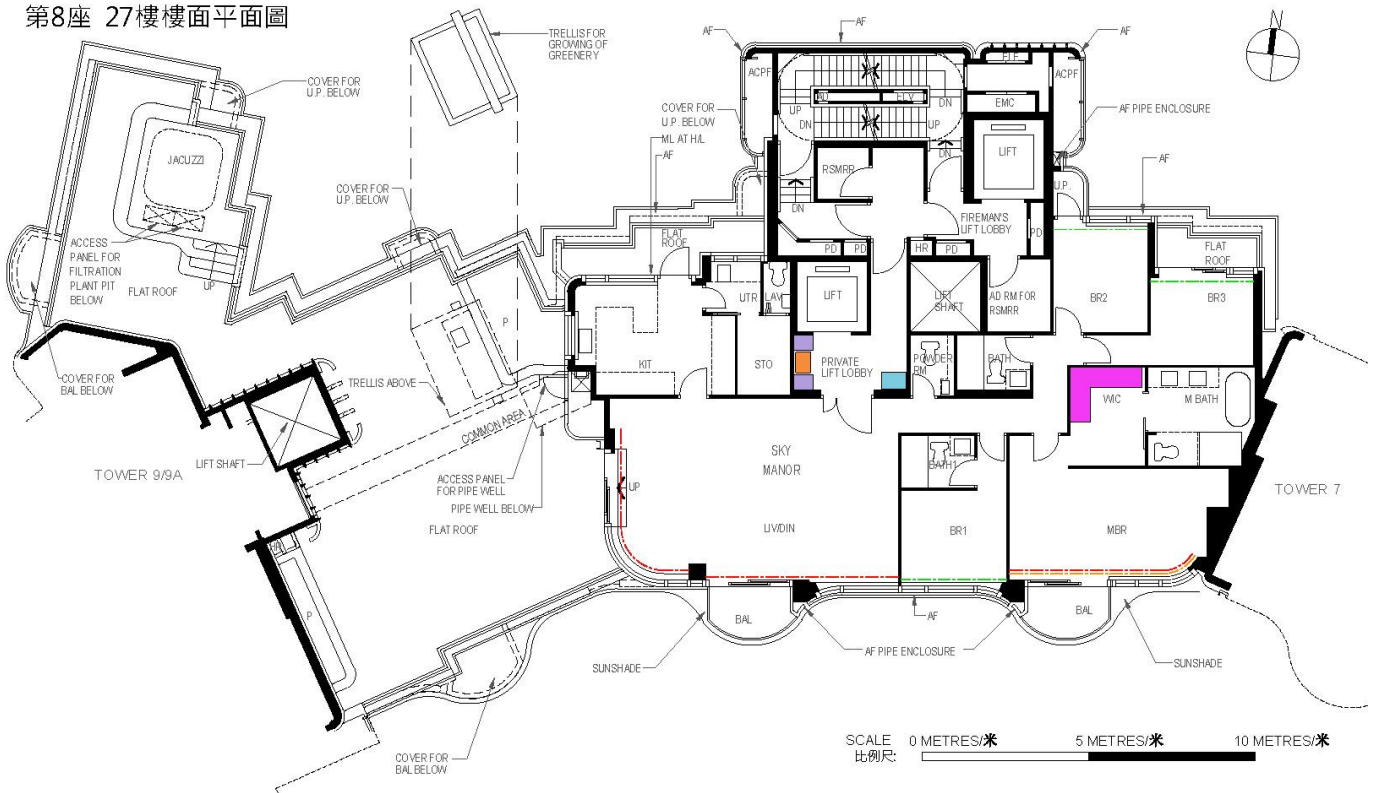 第8座 27樓樓面平面圖
TRELLIS FOR
GROWING OF
GREENERY
AF
AF
AF
N
COVER FOR
U.P. BELOW
ACPF
ACPF
ELV
UP
DN
EMC
COVER FOR
U.P. BELOW
DN
UP
AF PIPE ENCLOSURE
ML AT H/L
AF
DN
LIFT
AF
JACUZZI
RSMRR
U.P.
COVER FOR
U.P. BELOW
DN
FIREMAN'S
LIFT LOBBY
PD
FLAT
ROOF
PD
PD
HR
PD
FLAT
ROOF
ACCESS
PANEL FOR
FILTRATION
PLANT PIT
BELOW
FLAT ROOF
UP
UTR
LAV
LIFT
LIFT
SHAFT
AD RM FOR
RSMRR
BR2
BR3
P
KIT
STO
PRIVATE
LIFT LOBBY
POWDER
RM
BATH
COVER FOR
BAL BELOW
TRELLIS ABOVE
COMMON AREA
WIC
M BATH
LIFT SHAFT
TOWER 9/9A
SKY
MANOR
BATH1
ACCESS PANEL
FOR PIPE WELL
UP
PIPE WELL BELOW
TOWER 7
FLAT ROOF
LIV/DIN
BR1
MBR
P
BAL
AF
BAL
SUNSHADE
AF PIPE ENCLOSURE
SUNSHADE
COVER FOR
BAL BELOW
SCALE 0 METRES/米 5 METRES/米 10 METRES/米
比例尺: